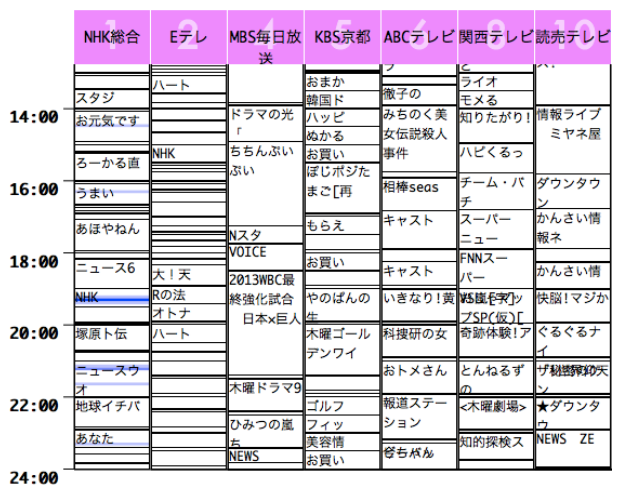 NHK総合
2
Eテレ
4
MBS毎日放
送
5
KBS京都
6
ABCテレビ
8
関西テレビ
10
読売テレビ
スタジ
お元気です
ろーかる直
うまい
あほやねん
ニュース6
NHK
塚原卜伝
ニュースウ
オ
地球イチバ
あなた
ハート
NHK
大!天
Rの法
オトナ
ハート
ドラマの光
「
ちちんぷい
ぷい
Nスタ
VOICE
2013WBC最
終強化試合
日本×巨人
木曜ドラマ9
ひみつの嵐
ち
NEWS
おまか
韓国ド
ハッピ
ぬかる
お買い
ぽじポジた
まご[再
もらえ
お買い
やのぱんの
生
木曜ゴール
デンワイ
ゴルフ
フィッ
美容情
お買い
徹子の
みちのく美
女伝説殺人
事件
相棒seas
キャスト
キャスト
いきなり!黄
科捜研の女
おトメさん
報道ステー
ション
ライオ
モメる
知りたがり!
ハピくるっ
チーム・バ
チ
スーパー
ニュー
FNNスー
パー
プSP(仮)[
奇跡体験!ア
とんねるず
の
<木曜劇場>
知的探検ス
情報ライブ
ミヤネ屋
ダウンタウ
ン
かんさい情
報ネ
かんさい情
快脳!マジか
ぐるぐるナ
イ
★ダウンタ
ウ
NEWS ZE
14:00
16:00
18:00
20:00
22:00
24:00